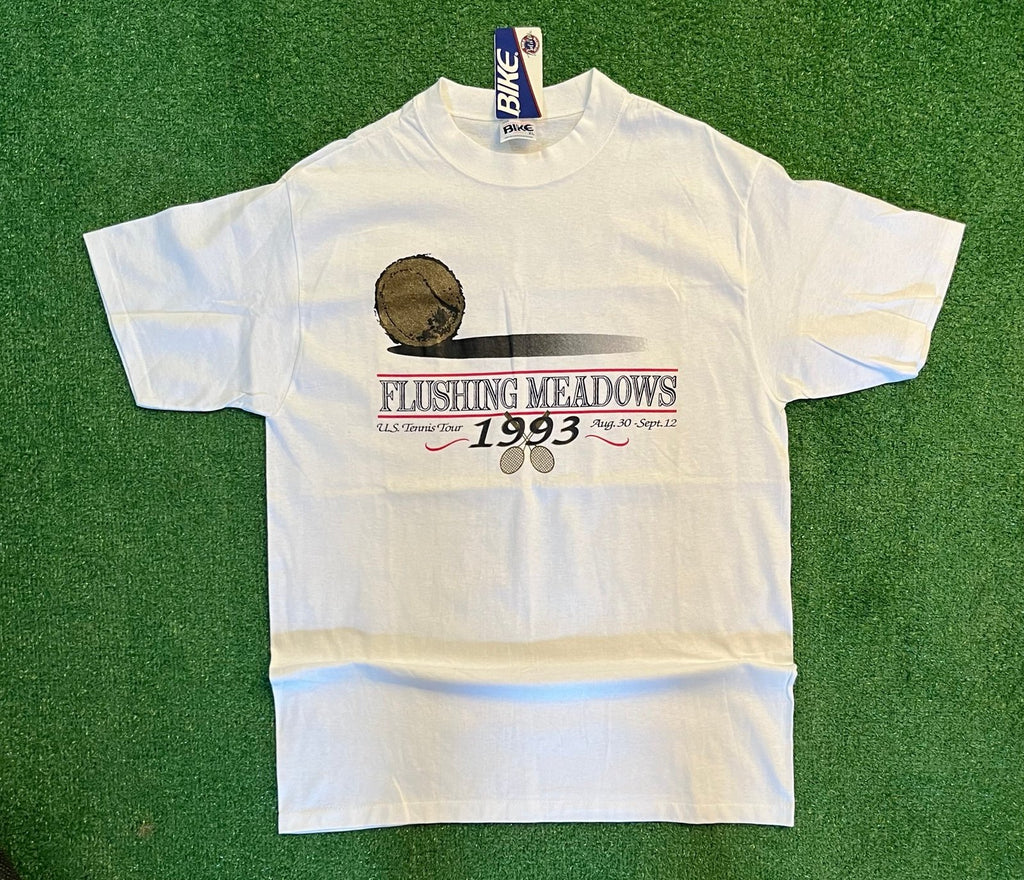 BIKE
BIKE
FLUSHING MEADOWS
U.S. Tennis Tour 1993 Aug. 30 - Sept. 12